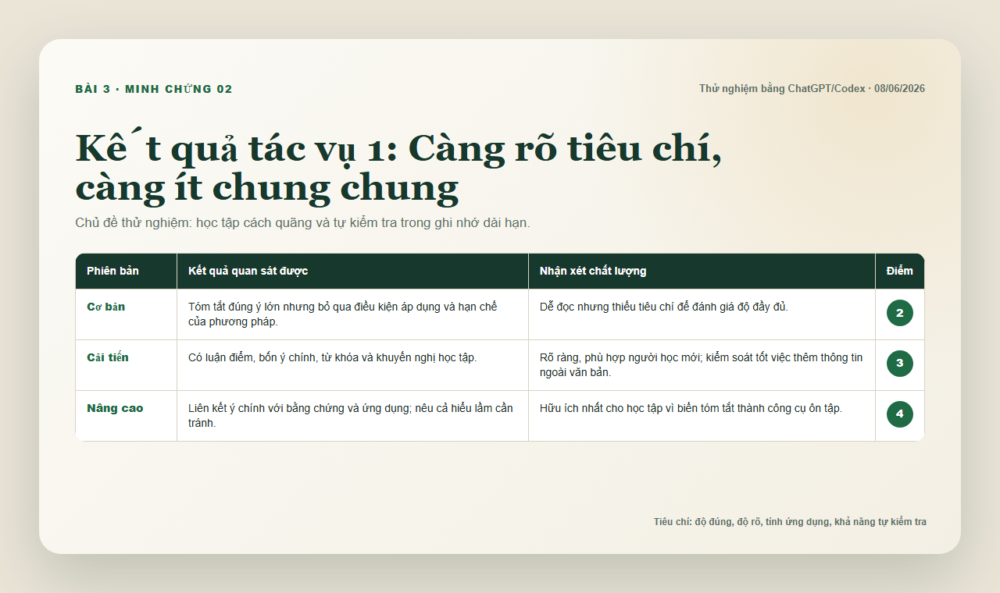 BÀI 3 · MINH CHỨNG 02
Thử nghiệm bằng ChatGPT/Codex · 08/06/2026
Kết quả tác vụ 1: Càng rõ tiêu chí,
càng ít chung chung
Chủ đề thử nghiệm: học tập cách quãng và tự kiểm tra trong ghi nhớ dài hạn.
Phiên bản
Kết quả quan sát được
Nhận xét chất lượng
Điểm
Cơ bản
Tóm tắt đúng ý lớn nhưng bỏ qua điều kiện áp dụng và hạn chế
của phương pháp.
Dễ đọc nhưng thiếu tiêu chí để đánh giá độ đầy đủ.
2
Cải tiến
Có luận điểm, bốn ý chính, từ khóa và khuyến nghị học tập.
Rõ ràng, phù hợp người học mới; kiểm soát tốt việc thêm thông tin
ngoài văn bản.
3
Nâng cao
Liên kết ý chính với bằng chứng và ứng dụng; nêu cả hiểu lầm cần
tránh.
Hữu ích nhất cho học tập vì biến tóm tắt thành công cụ ôn tập.
4
Tiêu chí: độ đúng, độ rõ, tính ứng dụng, khả năng tự kiểm tra